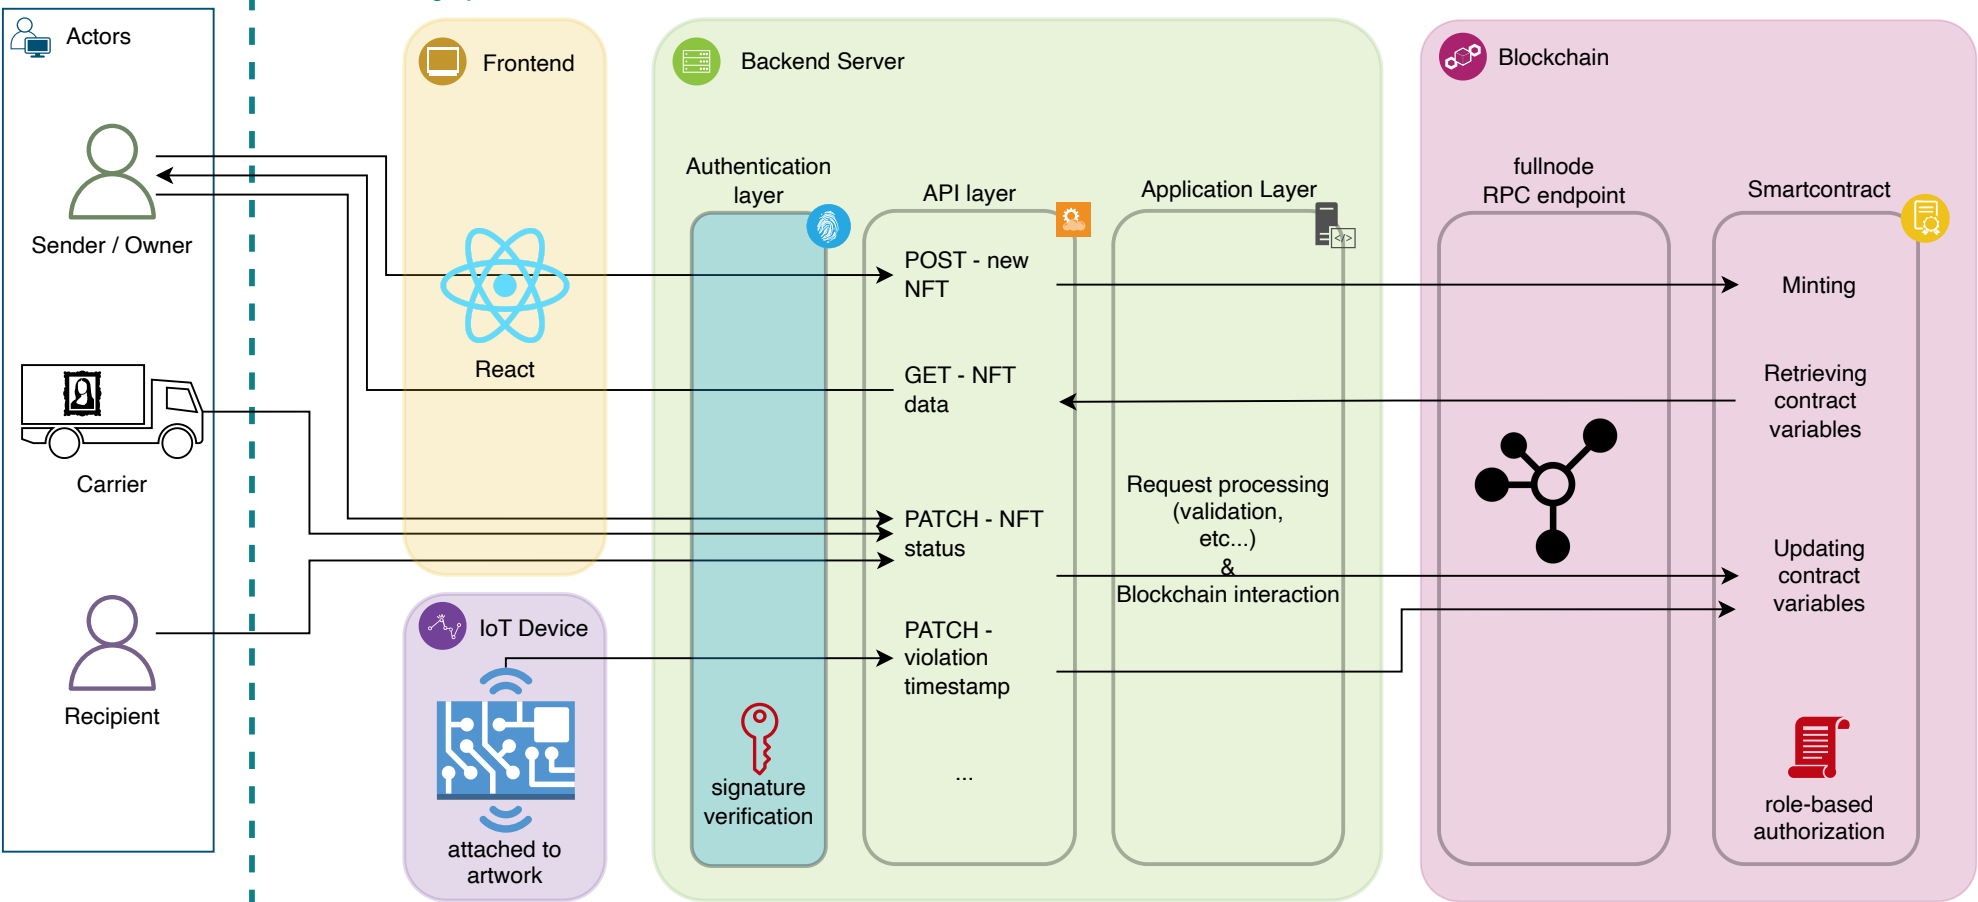 Actors
Sender / Owner
Carrier
Recipient
Frontend
React
IoT Device
attached to
artwork
Backend Server
Authentication
layer
signature
verification
API layer
POST - new
NFT
GET - NFT
data
PATCH - NFT
status
PATCH -
violation
timestamp
...
Application Layer
</>
Request processing
(validation,
etc...)
&
Blockchain interaction
Blockchain
fullnode
RPC endpoint
Smartcontract
Minting
Retrieving
contract
variables
Updating
contract
variables
role-based
authorization